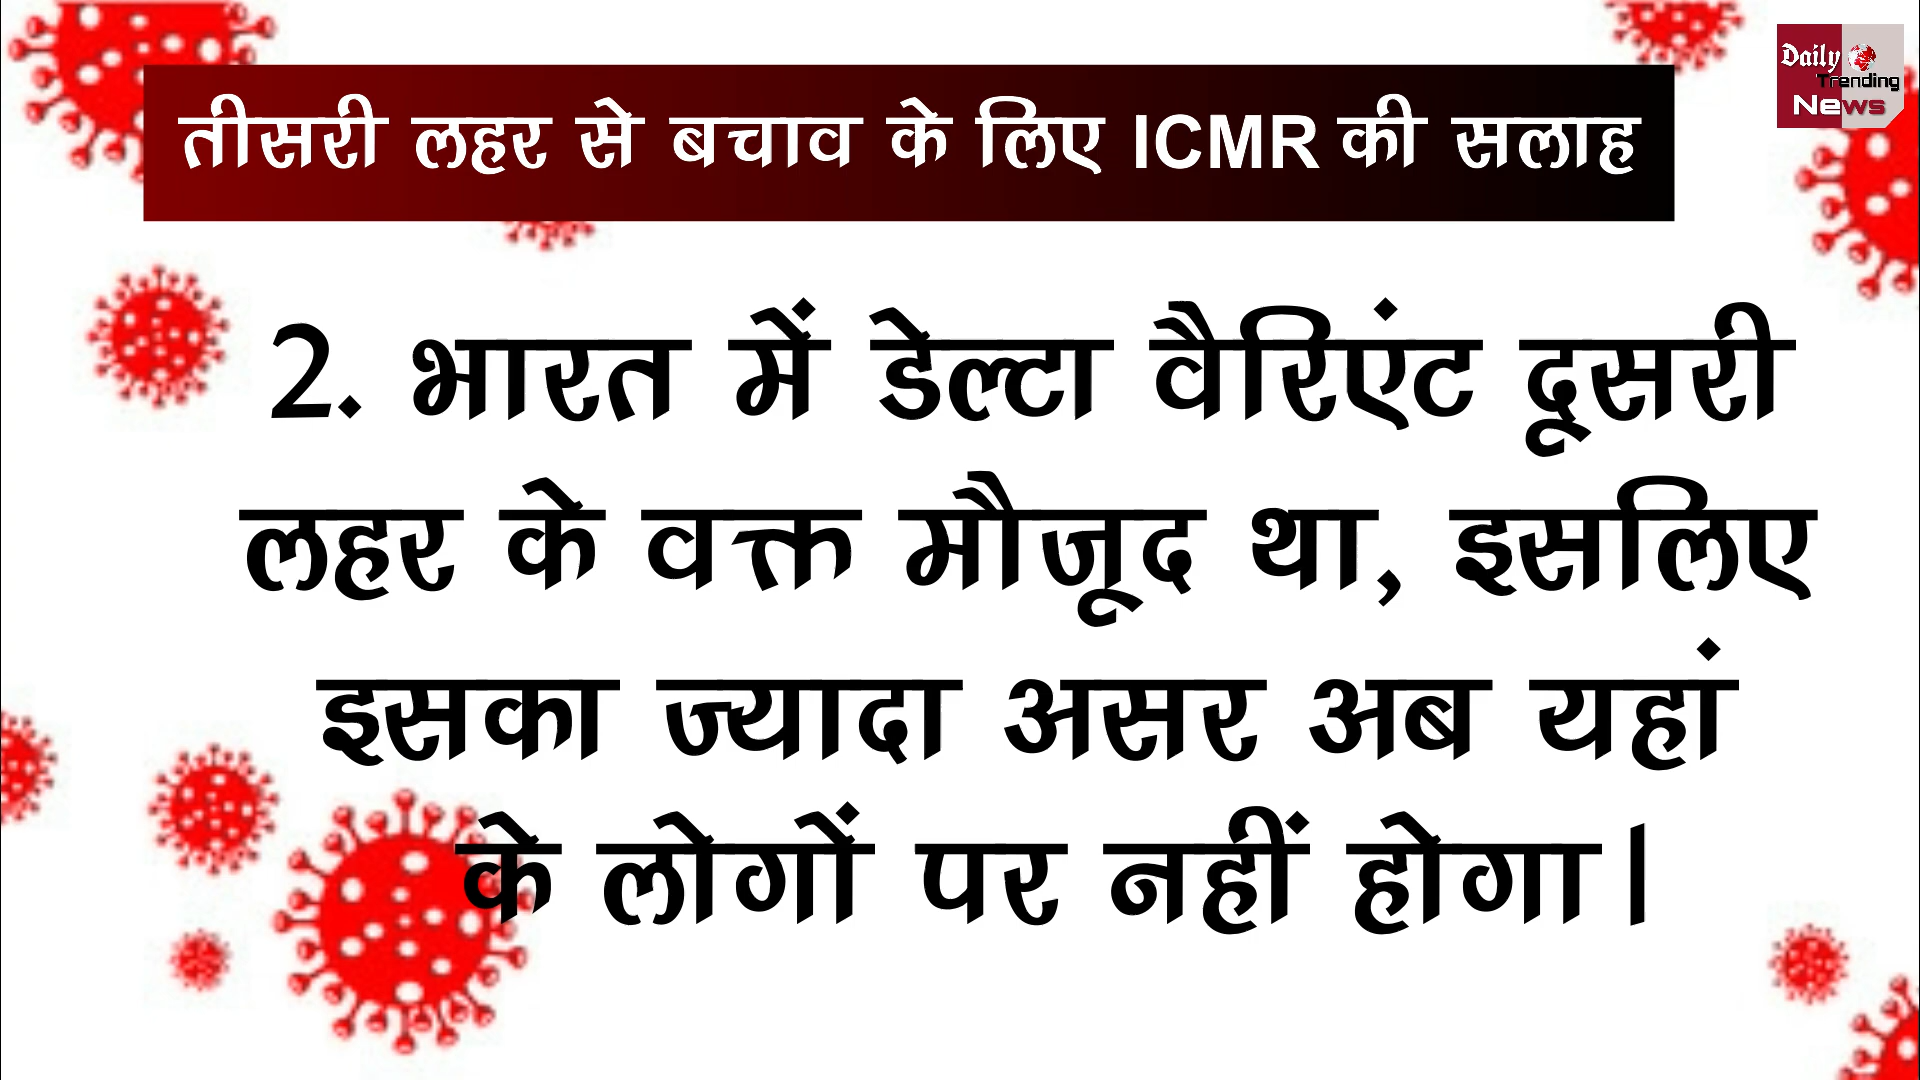 Daily
Trending
News
तीसरी लहर से बचाव के लिए ICMR की सलाह
2. भारत में डेल्टा वैरिएंट दूसरी
लहर के वक्त मौजूद था, इसलिए
इसका ज्यादा असर अब यहां
के लोगों पर नहीं होगा।